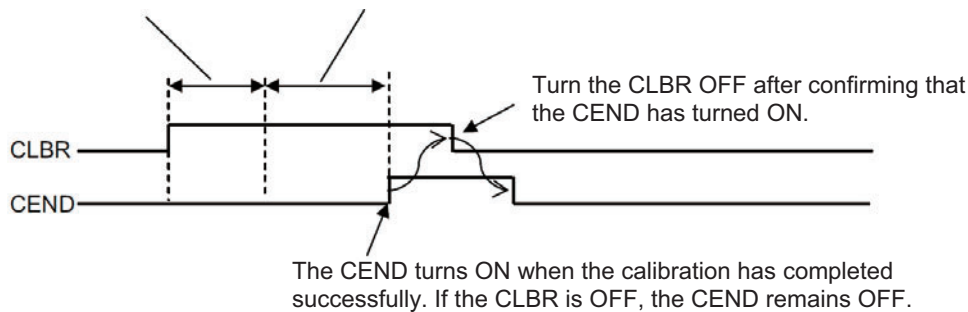 Turn the CLBR OFF after confirming that
the CEND has turned ON.
CLBR
CEND
The CEND turns ON when the calibration has completed
successfully. If the CLBR is OFF, the CEND remains OFF.